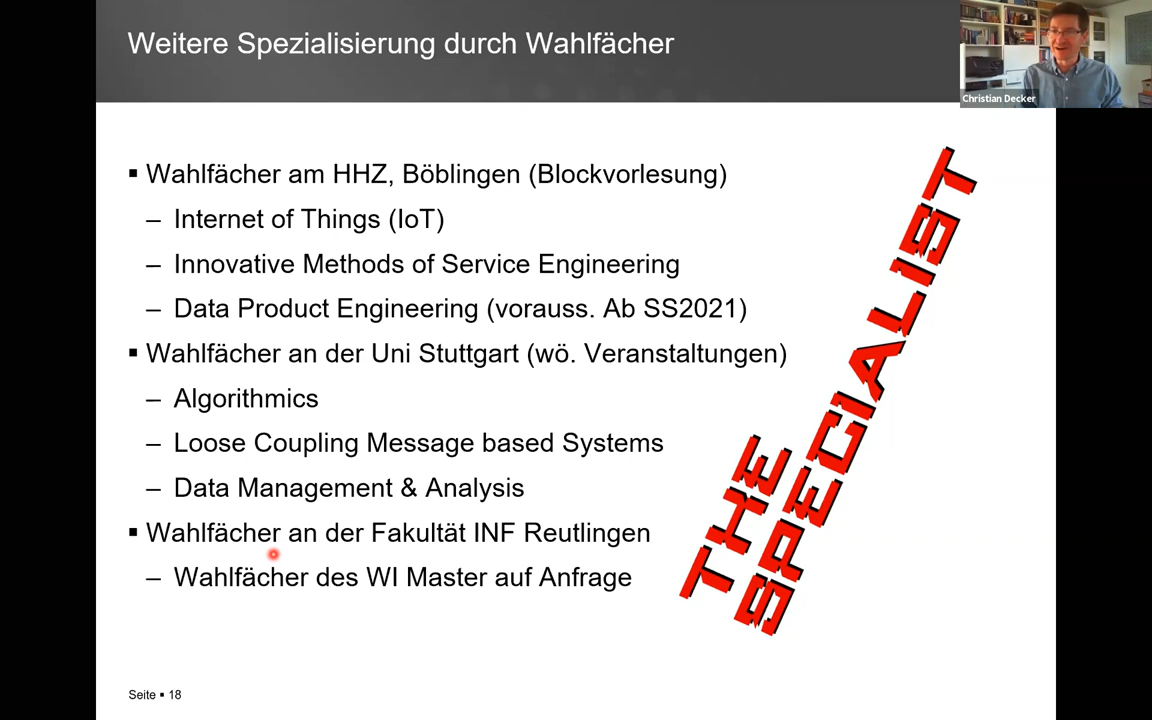 Weitere Spezialisierung durch Wahlfächer
Christian Decker
▪ Wahlfächer am HHZ, Böblingen (Blockvorlesung)
– Internet of Things (IoT)
– Innovative Methods of Service Engineering
– Data Product Engineering (vorauss. Ab SS2021)
▪ Wahlfächer an der Uni Stuttgart (wö. Veranstaltungen)
– Algorithmics
– Loose Coupling Message based Systems
– Data Management & Analysis
▪ Wahlfächer an der Fakultät INF Reutlingen
– Wahlfächer des WI Master auf Anfrage
THE
SPECIALIST
Seite ▪ 18